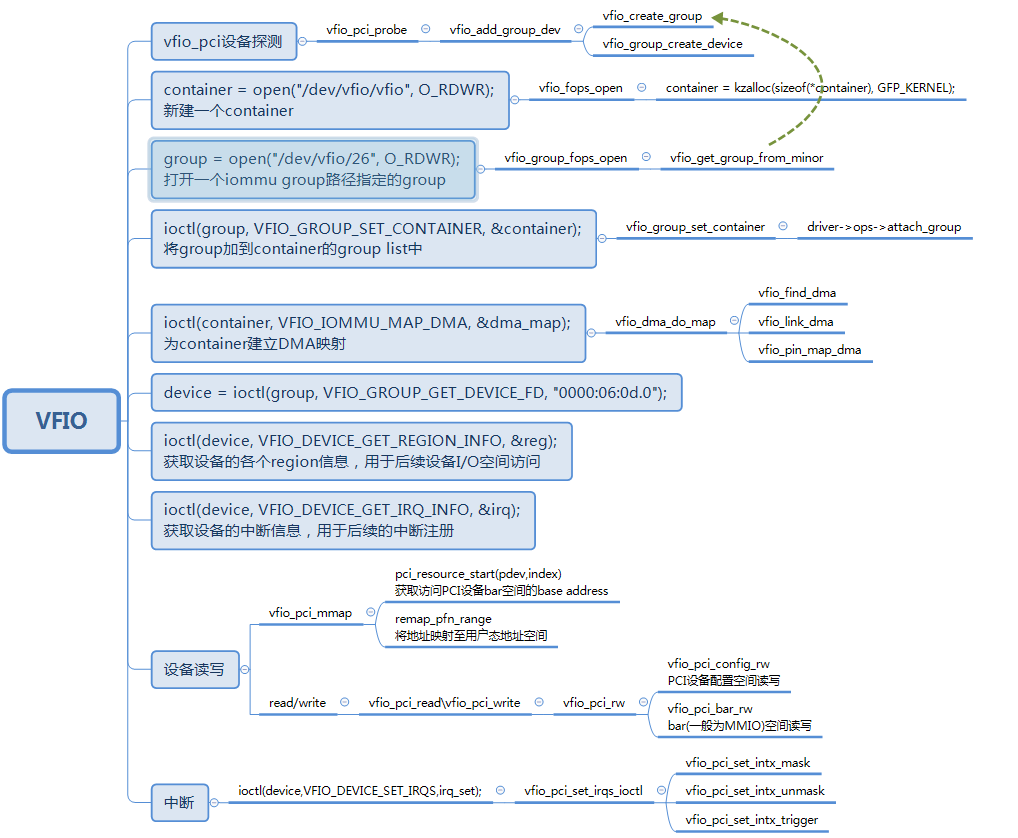 VFIO
vfio_pci设备探测
vfio_pci_probe
vfio_add_group_dev
vfio_create_group
vfio_group_create_device
container = open("/dev/vfio/vfio", O_RDWR);
新建一个container
vfio_fops_open
container = kzalloc(sizeof(*container), GFP_KERNEL);
group = open("/dev/vfio/26", O_RDWR);
打开一个iommu group路径指定的group
vfio_group_fops_open
vfio_get_group_from_minor
ioctl(group, VFIO_GROUP_SET_CONTAINER, &container);
将group加到container的group list中
vfio_group_set_container
driver->ops->attach_group
ioctl(container, VFIO_IOMMU_MAP_DMA, &dma_map);
为container建立DMA映射
vfio_dma_do_map
vfio_find_dma
vfio_link_dma
vfio_pin_map_dma
device = ioctl(group, VFIO_GROUP_GET_DEVICE_FD, "0000:06:0d.0");
ioctl(device, VFIO_DEVICE_GET_REGION_INFO, &reg);
获取设备的各个region信息，用于后续设备I/O空间访问
ioctl(device, VFIO_DEVICE_GET_IRQ_INFO, &irq);
获取设备的中断信息，用于后续的中断注册
设备读写
vfio_pci_mmap
pci_resource_start(pdev,index)
获取访问PCI设备bar空间的base address
remap_pfn_range
将地址映射至用户态地址空间
read/write
vfio_pci_read\vfio_pci_write
vfio_pci_rw
vfio_pci_config_rw
PCI设备配置空间读写
vfio_pci_bar_rw
bar(一般为MMIO)空间读写
中断
ioctl(device,VFIO_DEVICE_SET_IRQS,irq_set);
vfio_pci_set_irqs_ioctl
vfio_pci_set_intx_mask
vfio_pci_set_intx_unmask
vfio_pci_set_intx_trigger